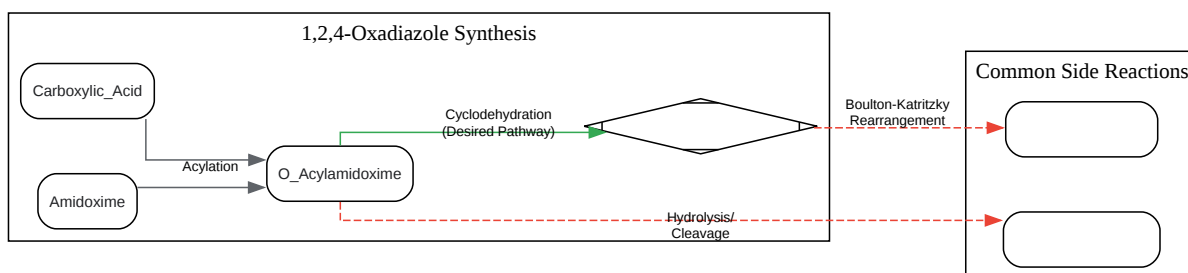 1,2,4-Oxadiazole Synthesis
Common Side Reactions
Carboxylic_Acid
Acylation
Amidoxime
O_Acylamidoxime
Cyclodehydration
(Desired Pathway)
Boulton-Katritzky
Rearrangement
Hydrolysis/
Cleavage